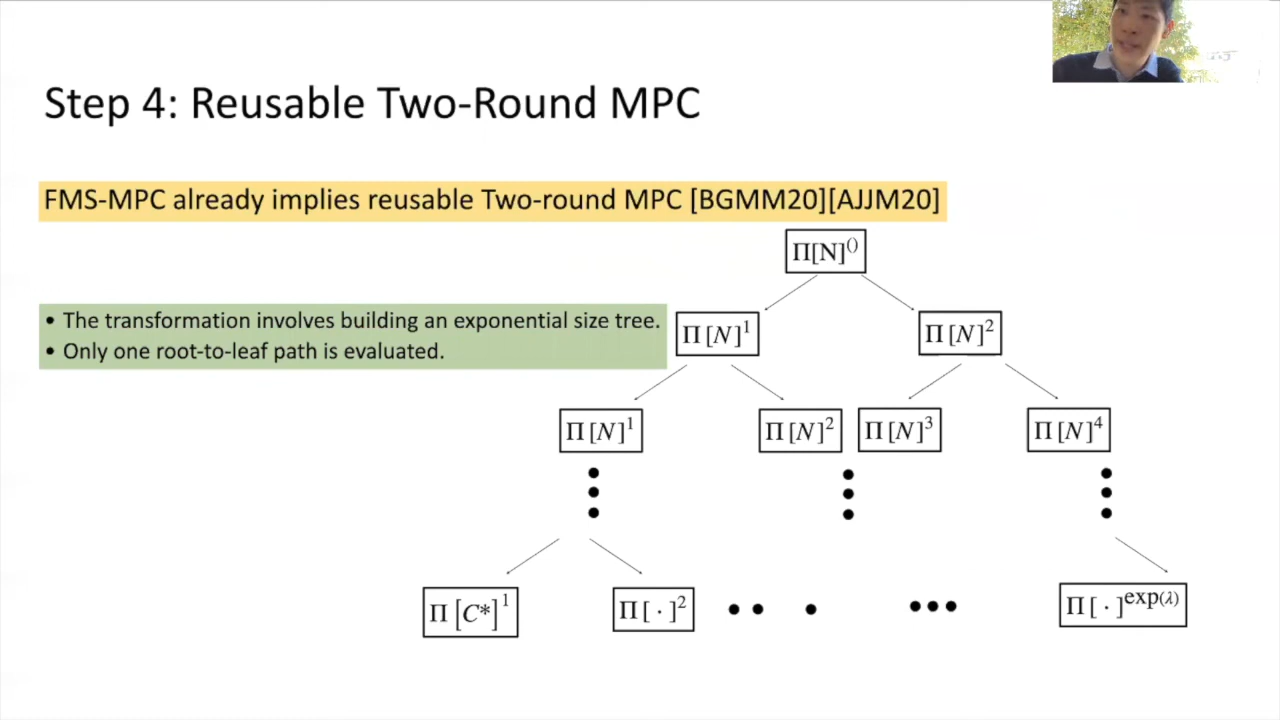 Step 4: Reusable Two-Round MPC
FMS-MPC already implies reusable Two-round MPC [BGMM20][AJJM20]
Π[N]⁽⁾
• The transformation involves building an exponential size tree.
• Only one root-to-leaf path is evaluated.
Π[N]¹ Π[N]²
Π[N]¹ Π[N]² Π[N]³ Π[N]⁴
Π[C*]¹ Π[·]² Π[·]^exp(λ)